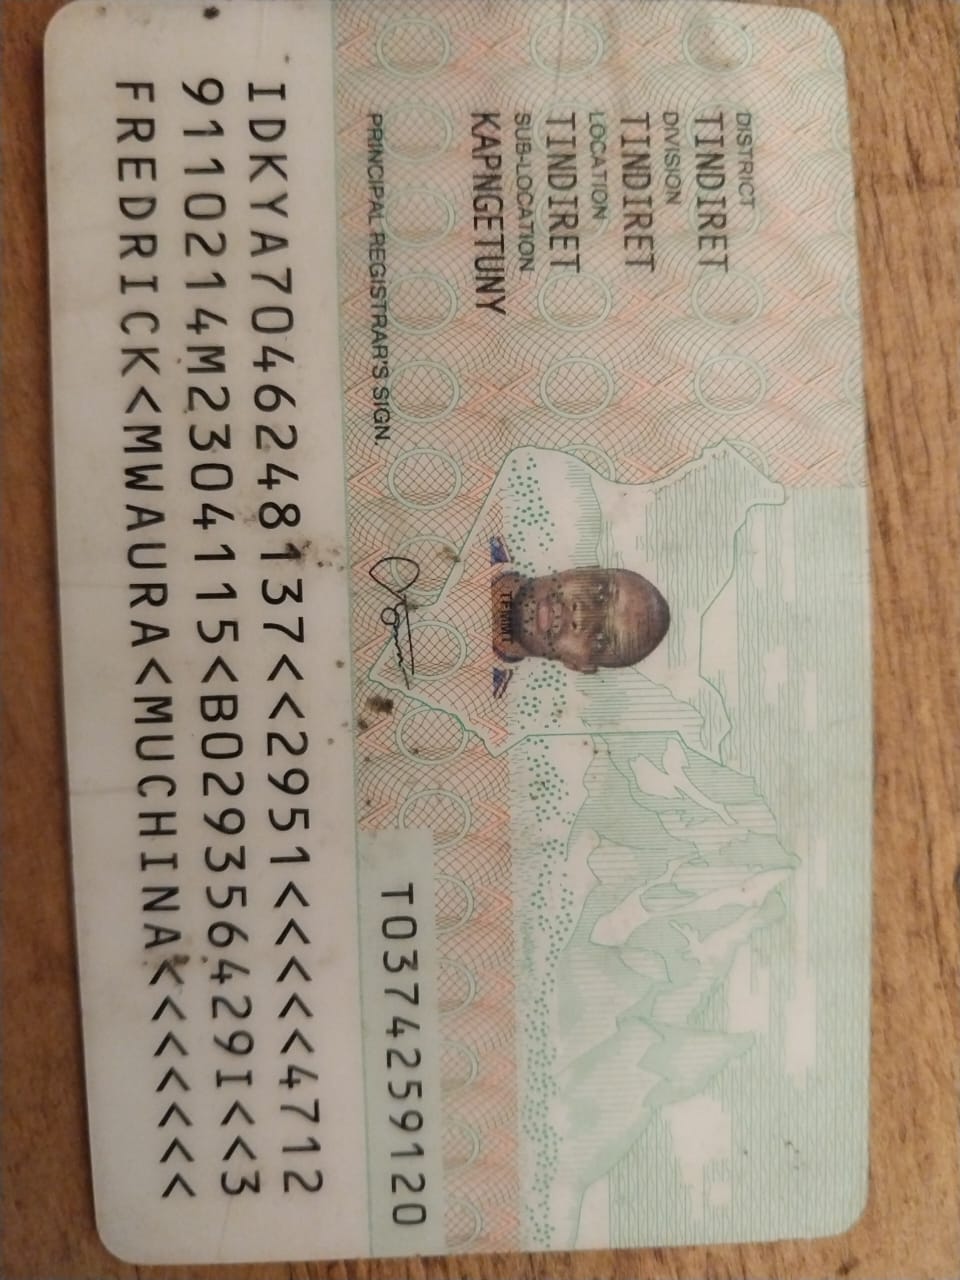 DISTRICT
TINDIRET
DIVISION
TINDIRET
LOCATION
TINDIRET
SUB-LOCATION
KAPNGETUNY
PRINCIPAL REGISTRAR'S SIGN.
T0374259120
IDKYA7046248137<<2951<<<<<4712
9110214M2304115<B029356429I<<3
FREDRICK<MWAURA<MUCHINA<<<<<<<